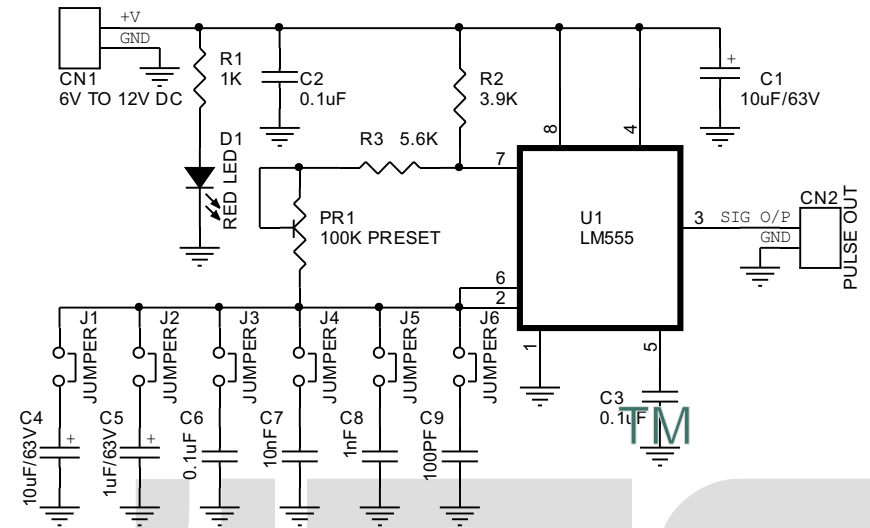 +V
GND
CN1
6V TO 12V DC
R1
1K
C2
0.1uF
R2
3.9K
C1
+
10uF/63V
D1
RED LED
R3 5.6K
PR1
100K PRESET
8
4
7
6
2
3
1
5
U1
LM555
SIG O/P
GND
CN2
PULSE OUT
J1
JUMPER
J2
JUMPER
J3
JUMPER
J4
JUMPER
J5
JUMPER
J6
JUMPER
C3
0.1uF
TM
C4
+
10uF/63V
C5
+
1uF/63V
C6
0.1uF
C7
10nF
C8
1nF
C9
100PF